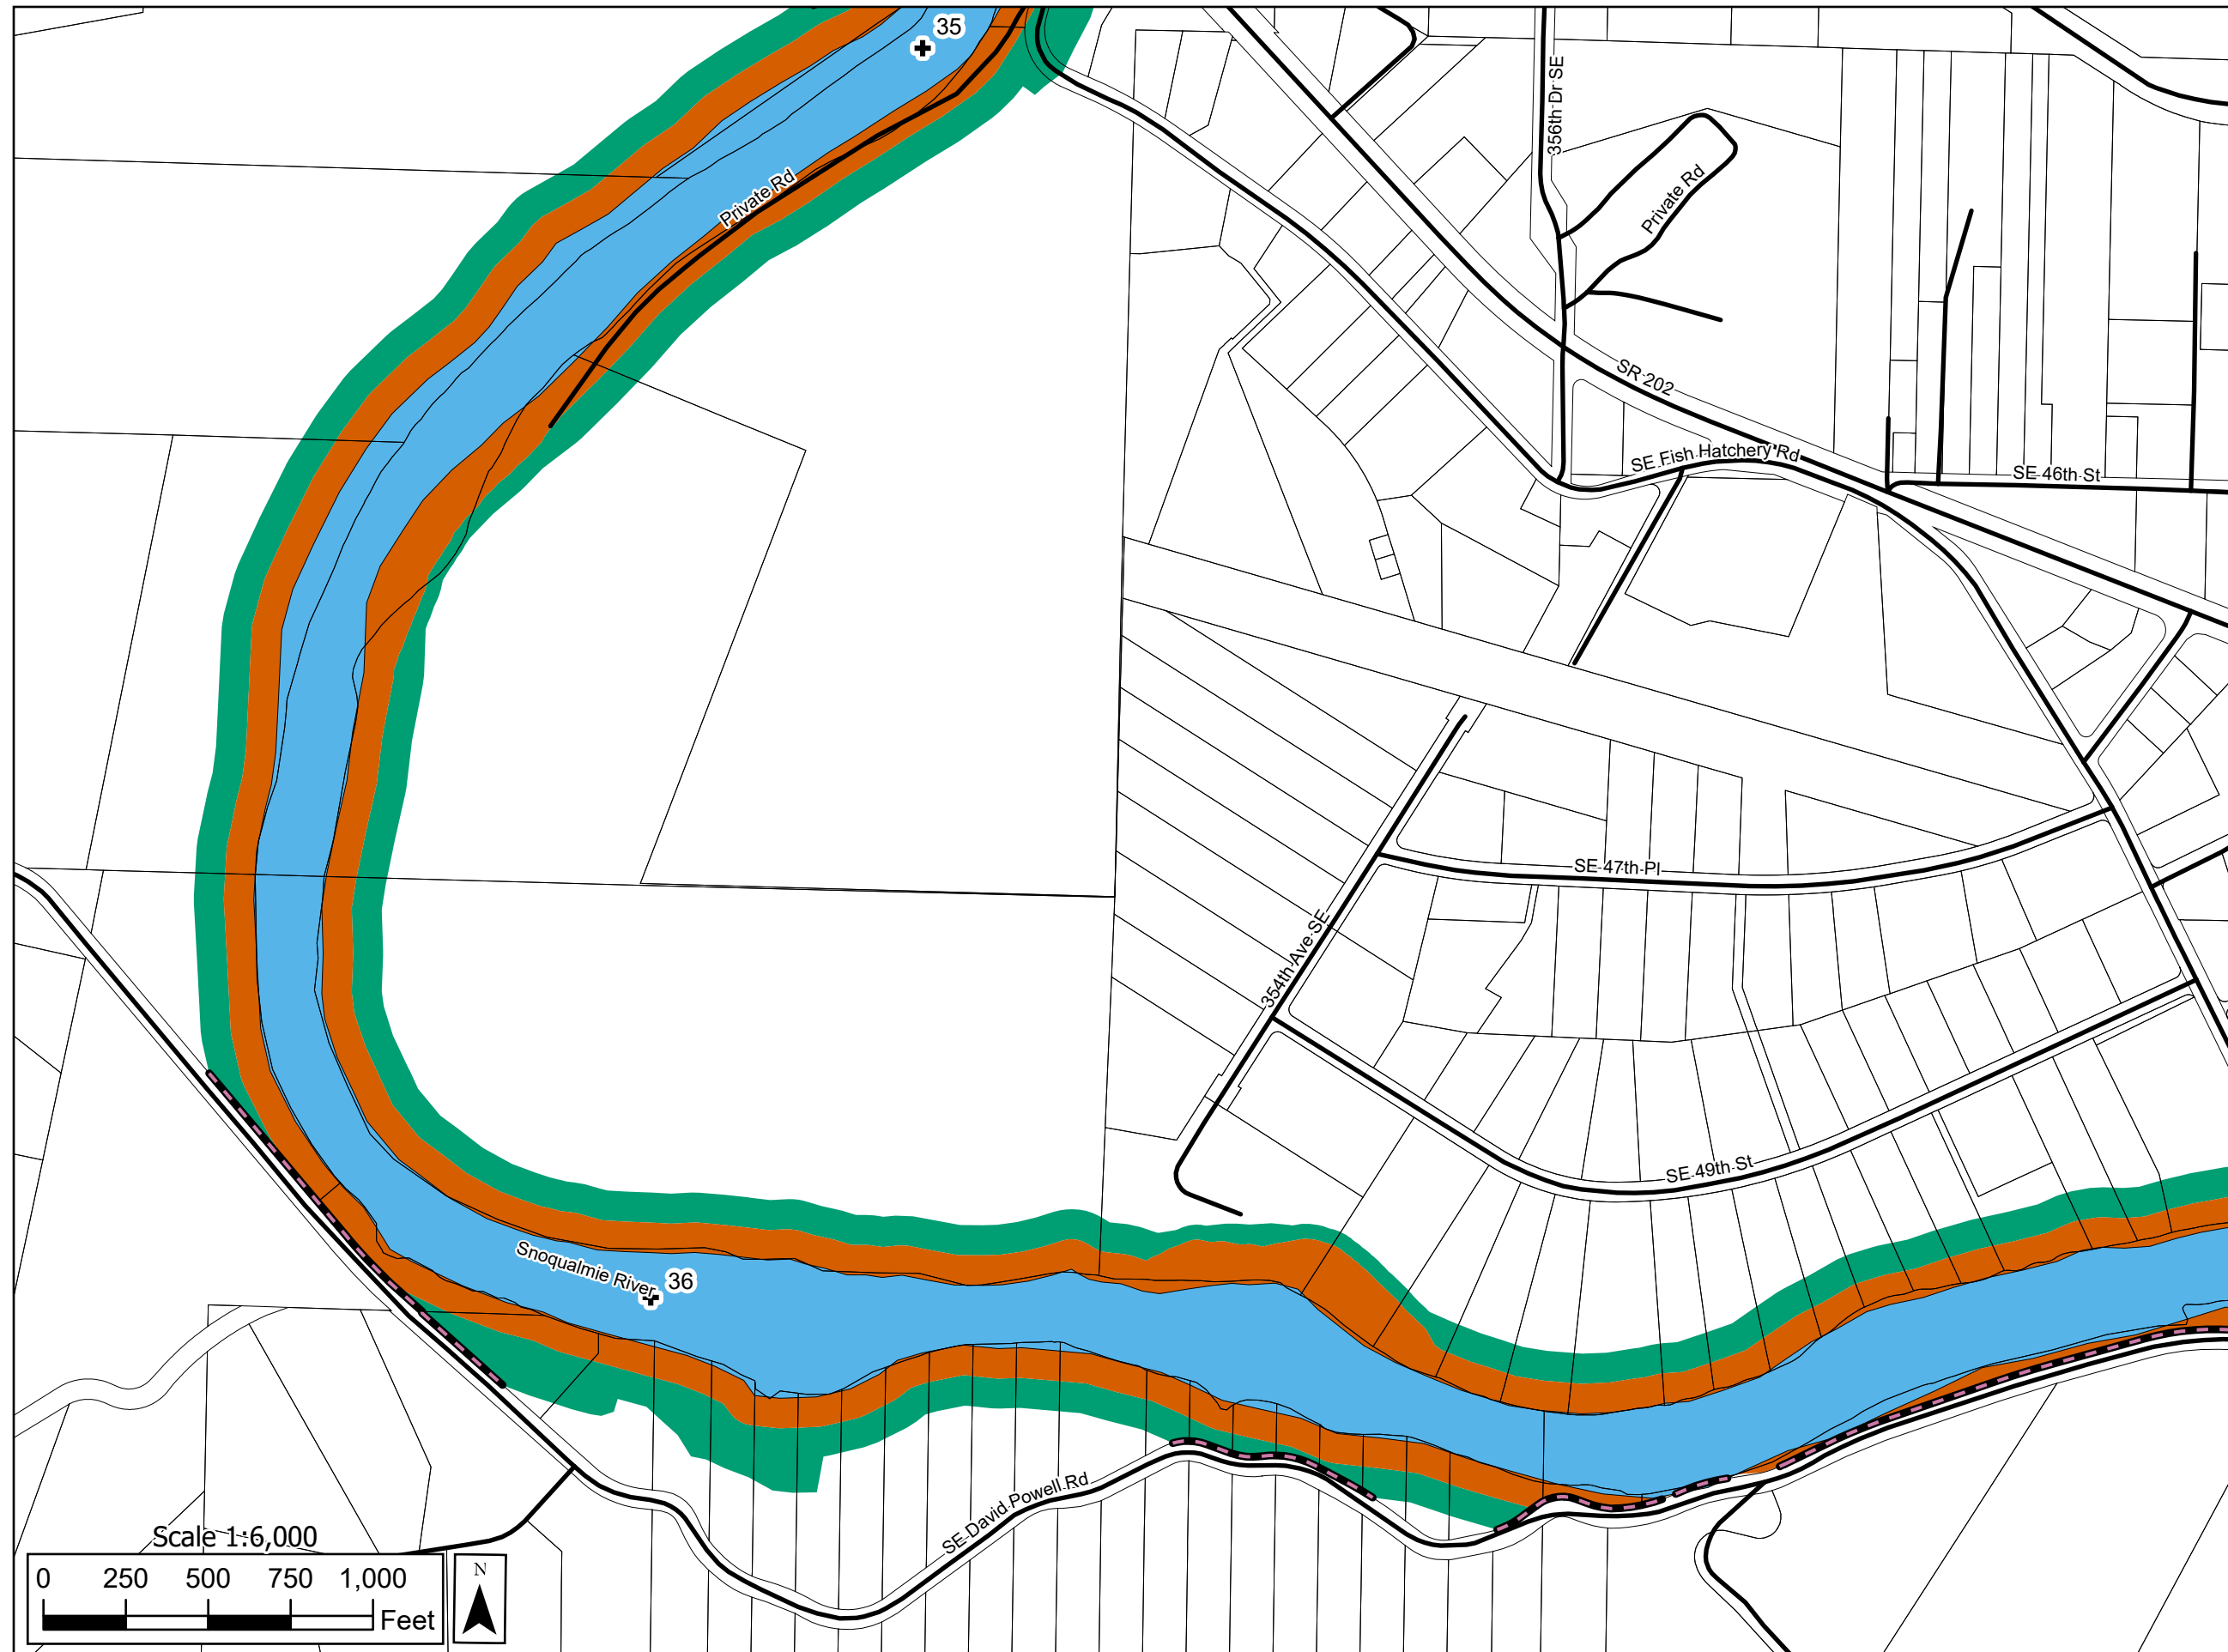 35
356th Dr SE
Private Rd
Private Rd
SR 202
SE Fish Hatchery Rd
SE 46th St
SE 47th Pl
354th Ave SE
SE 49th St
Snoqualmie River
36
SE David Powell Rd
Scale 1:6,000
0 250 500 750 1,000
Feet
N